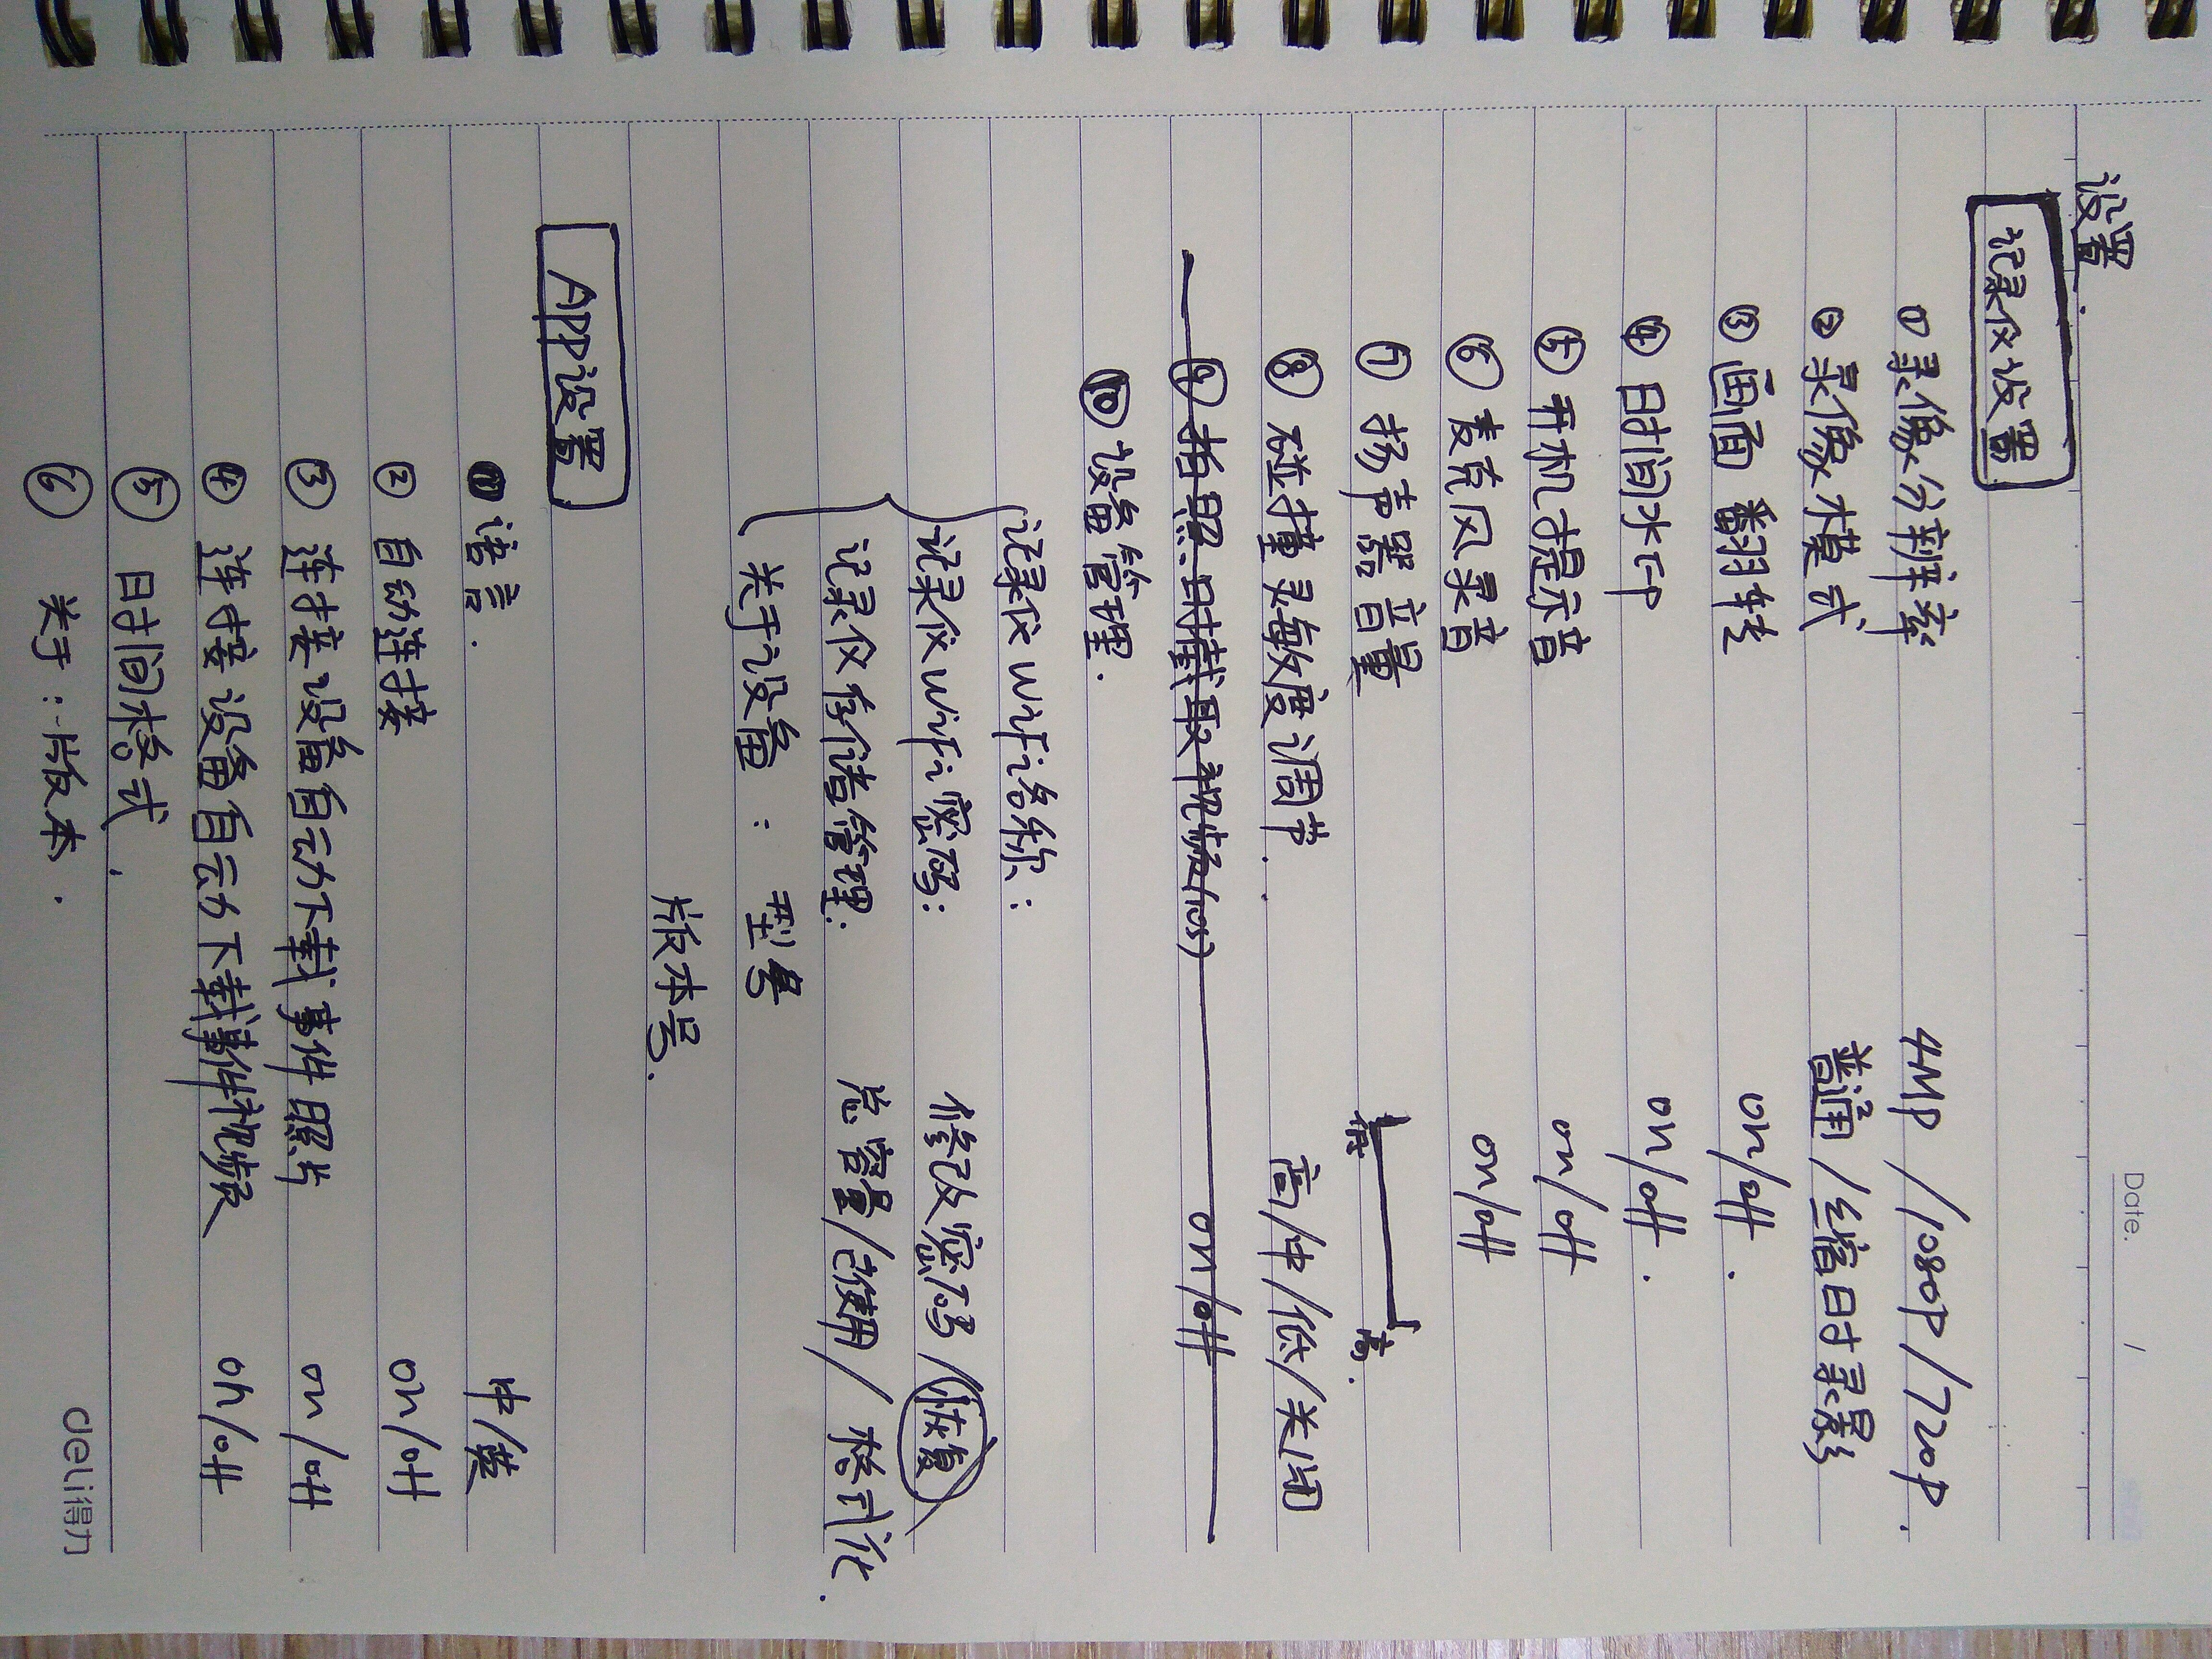 Date. /
设置.
记录仪设置
① 录像分辨率 4MP / 1080P / 720P.
② 录像模式 普通 / 缩时录影
③ 画面翻转 on/off.
④ 时间水印 on/off.
⑤ 开机提示音 on/off
⑥ 麦克风录音 on/off
⑦ 扬声器音量 低 高.
⑧ 碰撞灵敏度调节. 高/中/低/关闭
⑨ 拍照时截取视频(10s) on/off
⑩ 设备管理.
记录仪WiFi名称:
记录仪WiFi密码: 修改密码 / 恢复
记录仪存储管理: 总容量/已使用/格式化.
关于设备: 型号
版本号.
APP设置
① 语言. 中/英
② 自动连接 on/off
③ 连接设备自动下载事件照片 on/off
④ 连接设备自动下载事件视频 on/off
⑤ 时间格式.
⑥ 关于:版本.
deli得力